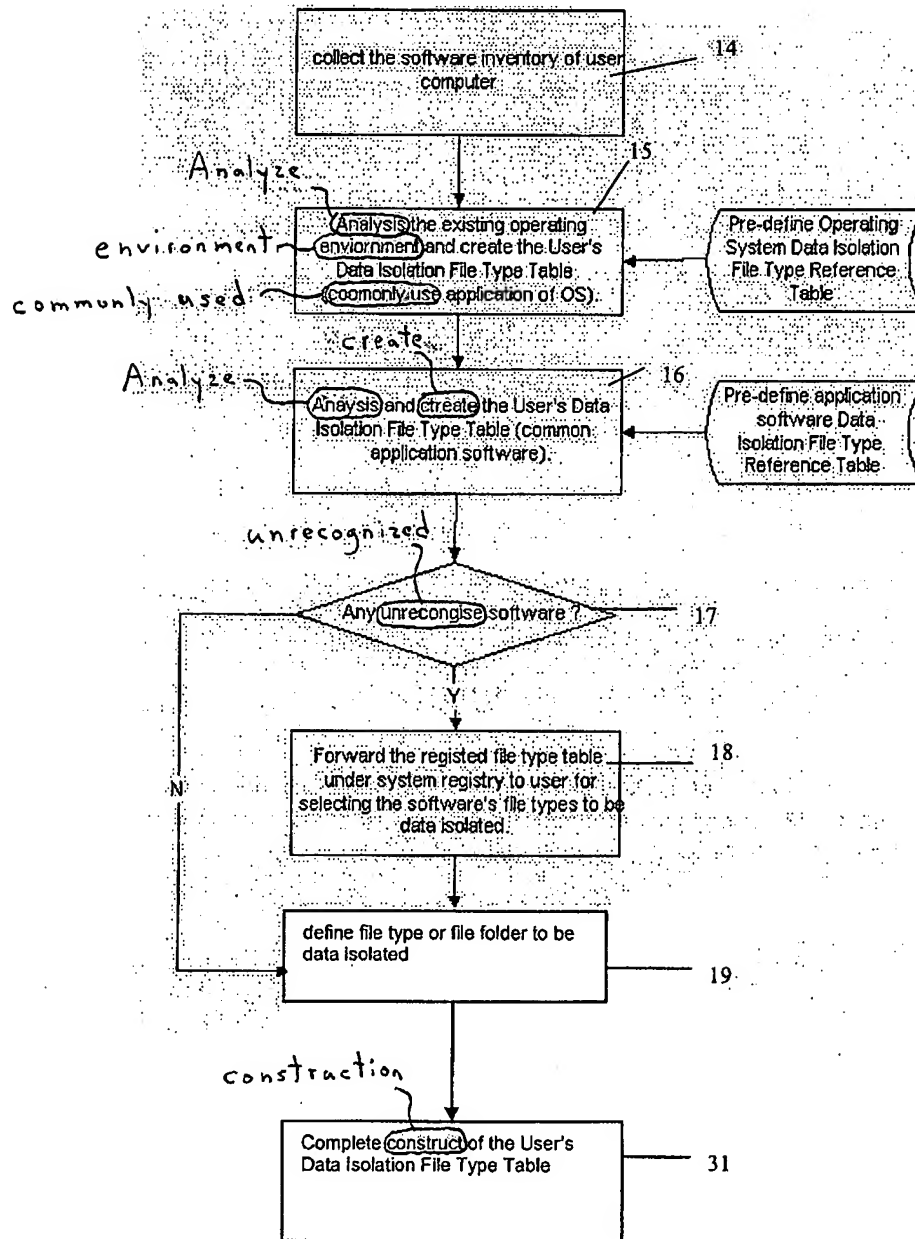 collect the software inventory of user
computer
14
Analyze
15
Analysis the existing operating
enviornment and create the User's
Data Isolation File Type Table
(coomonly use application of OS).
environment
commonly used
Pre-define Operating
System Data Isolation
File Type Reference
Table
create
Analyze
16
Anaysis and ctreate the User's Data
Isolation File Type Table (common
application software).
Pre-define application
software Data
Isolation File Type
Reference Table
unrecognized
Any unrecongise software ?
17
Y
N
Forward the registed file type table
under system registry to user for
selecting the software's file types to be
data isolated.
18
define file type or file folder to be
data isolated
19
construction
Complete construct of the User's
Data Isolation File Type Table
31